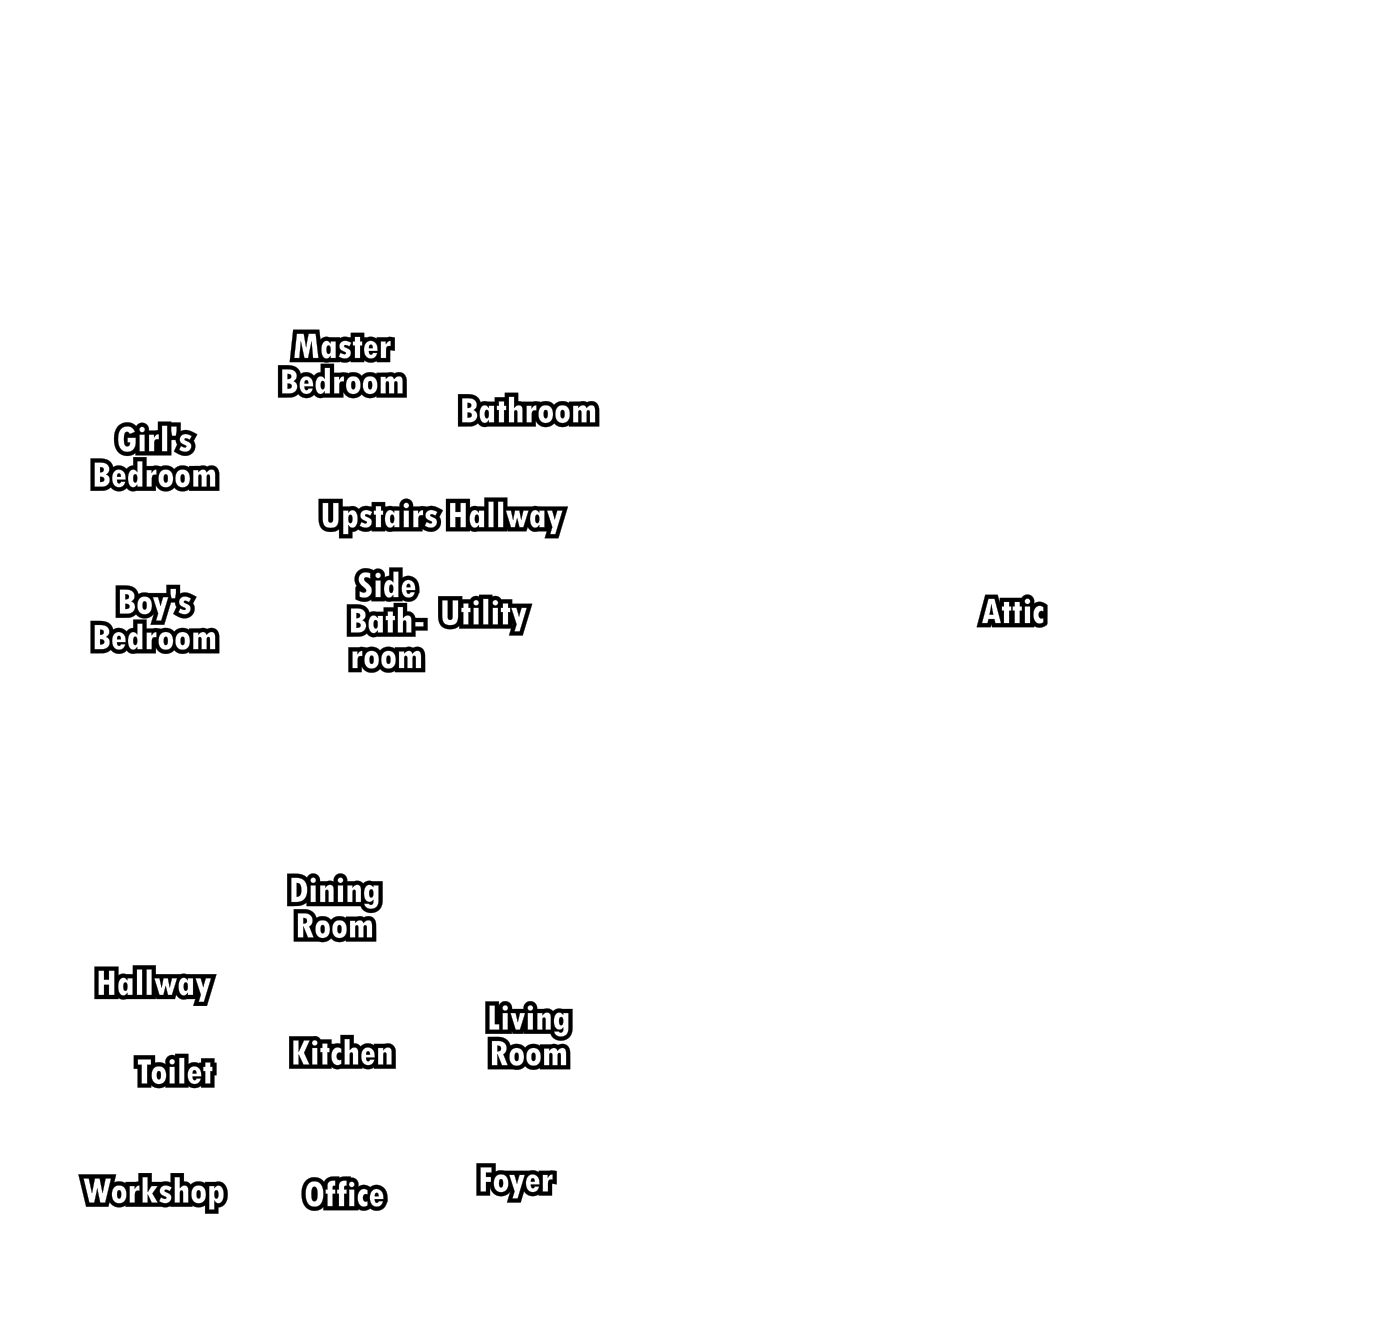 Master
Bedroom
Bathroom
Girl's
Bedroom
Upstairs Hallway
Boy's
Bedroom
Side
Bath-
room
Utility
Attic
Dining
Room
Hallway
Living
Room
Kitchen
Toilet
Workshop
Office
Foyer